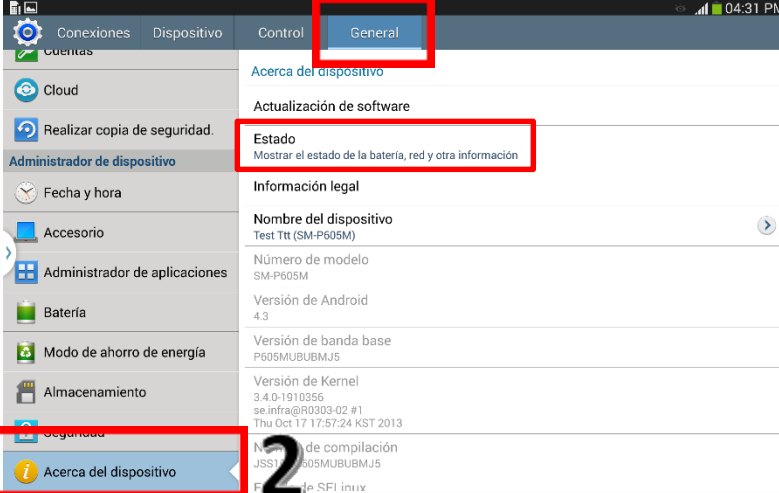 04:31 PM
Conexiones Dispositivo Control General
Cuentas
Cloud
Realizar copia de seguridad.
Administrador de dispositivo
Fecha y hora
Accesorio
Administrador de aplicaciones
Batería
Modo de ahorro de energía
Almacenamiento
Seguridad
Acerca del dispositivo
2
Acerca del dispositivo
Actualización de software
Estado
Mostrar el estado de la batería, red y otra información
Información legal
Nombre del dispositivo
Test Ttt (SM-P605M)
Número de modelo
SM-P605M
Versión de Android
4.3
Versión de banda base
P605MUBUBMJ5
Versión de Kernel
3.4.0-1910356
se.infra@R0303-02 #1
Thu Oct 17 17:57:24 KST 2013
de compilación
605MUBUBMJ5
de SELinux